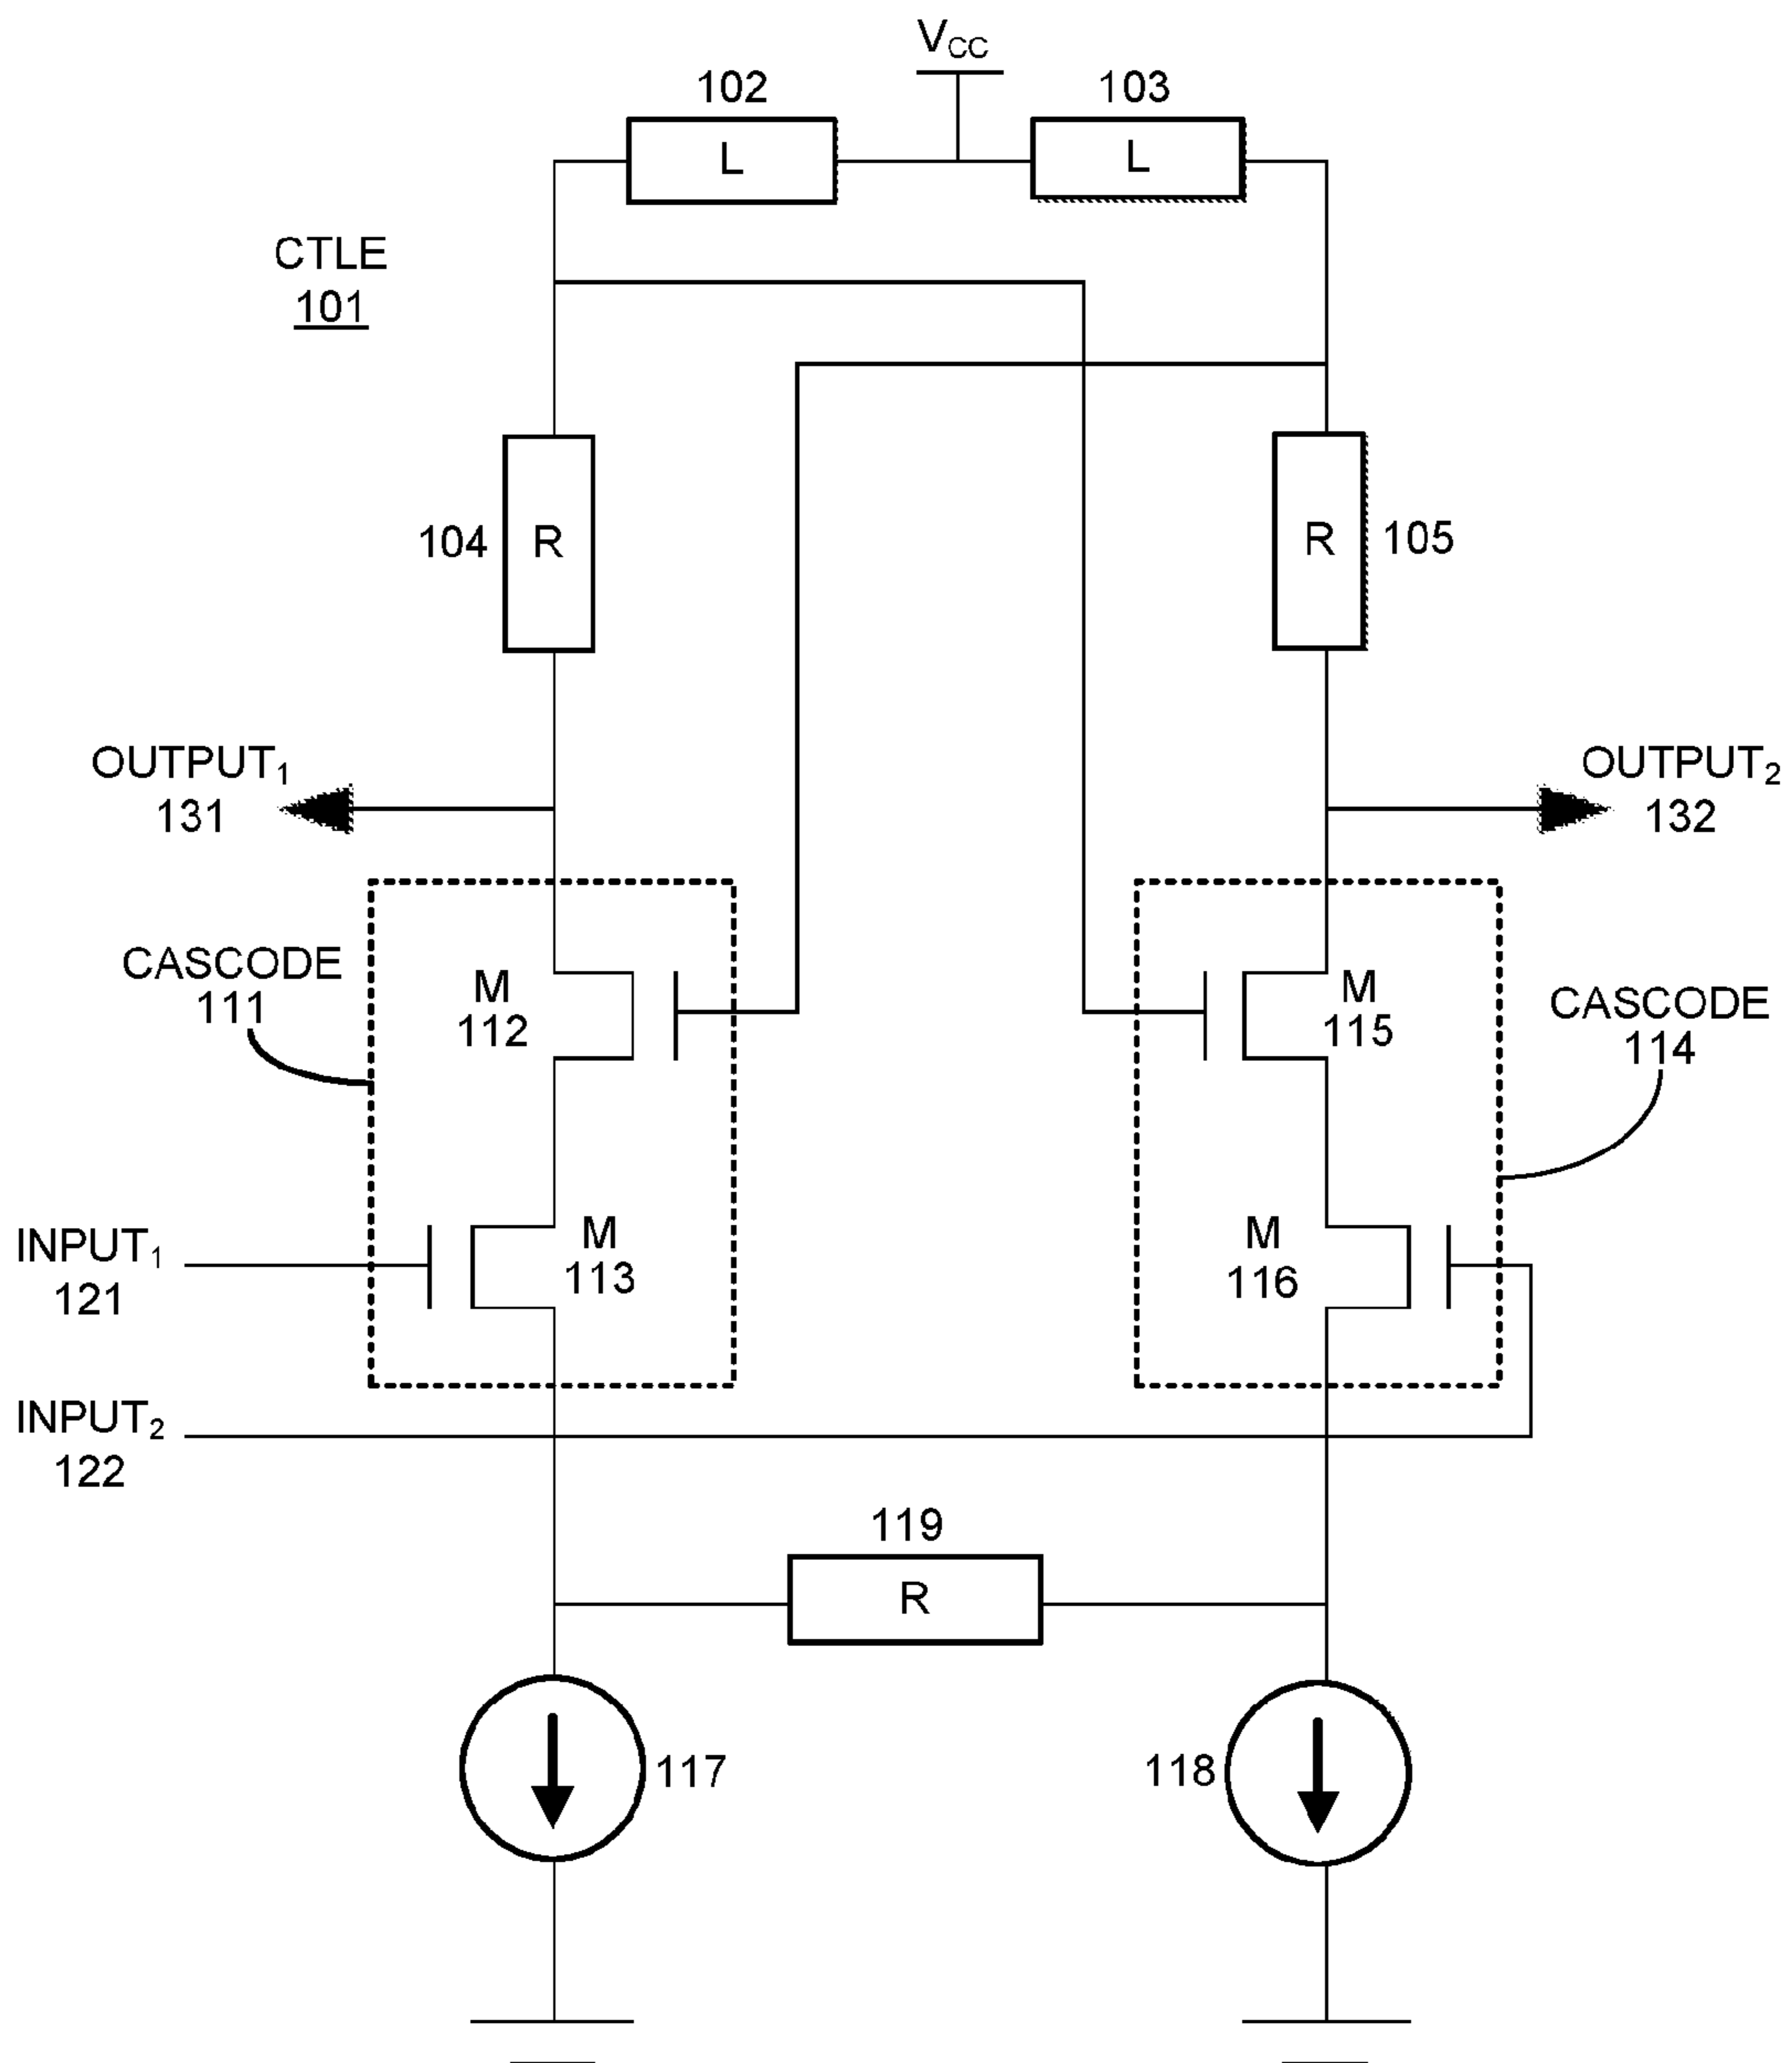 VCC
102
103
L
L
CTLE
101
104
R
R
105
OUTPUT1
131
OUTPUT2
132
CASCODE
111
M
112
M
115
CASCODE
114
INPUT1
121
M
113
M
116
INPUT2
122
119
R
117
118